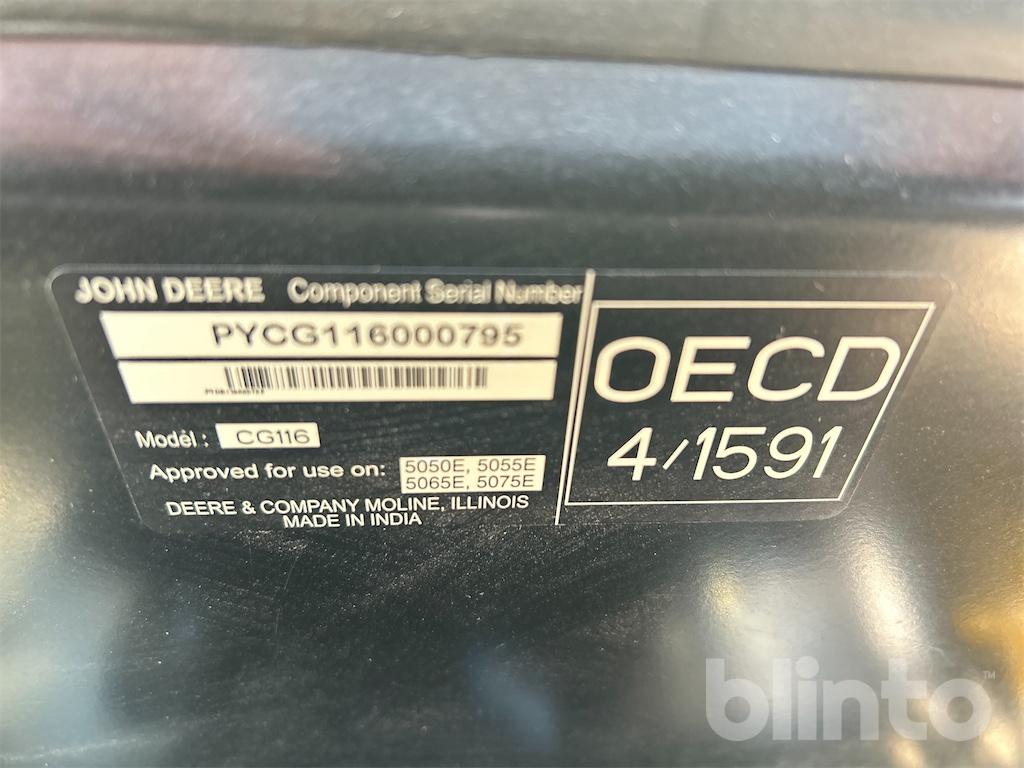 JOHN DEERE Component Serial Number
PYCG116000795
Model : CG116
Approved for use on: 5050E, 5055E
5065E, 5075E
DEERE & COMPANY MOLINE, ILLINOIS
MADE IN INDIA
OECD
4/1591
blinto™